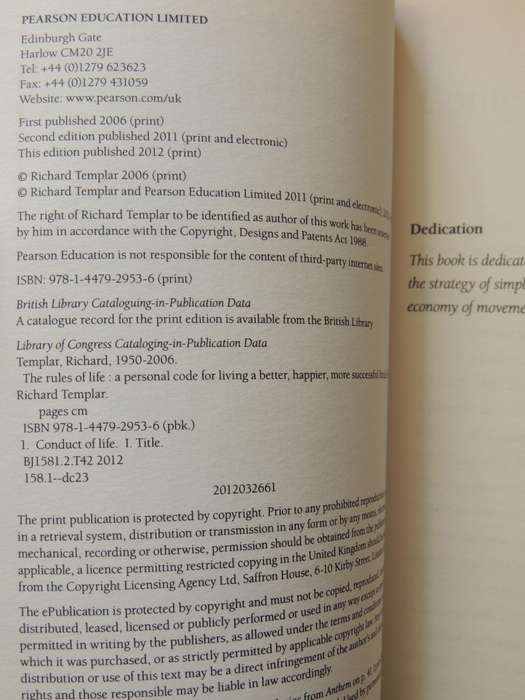 PEARSON EDUCATION LIMITED
Edinburgh Gate
Harlow CM20 2JE
Tel: +44 (0)1279 623623
Fax: +44 (0)1279 431059
Website: www.pearson.com/uk
First published 2006 (print)
Second edition published 2011 (print and electronic)
This edition published 2012 (print)
© Richard Templar 2006 (print)
© Richard Templar and Pearson Education Limited 2011 (print and electronic)
The right of Richard Templar to be identified as author of this work has been
by him in accordance with the Copyright, Designs and Patents Act 1988.
Pearson Education is not responsible for the content of third-party internet sites.
ISBN: 978-1-4479-2953-6 (print)
British Library Cataloguing-in-Publication Data
A catalogue record for the print edition is available from the British Library
Library of Congress Cataloging-in-Publication Data
Templar, Richard, 1950-2006.
The rules of life : a personal code for living a better, happier, more successful
Richard Templar.
pages cm
ISBN 978-1-4479-2953-6 (pbk.)
1. Conduct of life. I. Title.
BJ1581.2.T42 2012
158.1--dc23
2012032661
The print publication is protected by copyright. Prior to any prohibited
in a retrieval system, distribution or transmission in any form or by any means,
mechanical, recording or otherwise, permission should be obtained from the
applicable, a licence permitting restricted copying in the United Kingdom should
from the Copyright Licensing Agency Ltd, Saffron House, 6-10 Kirby Street,
The ePublication is protected by copyright and must not be copied, reproduced,
distributed, leased, licensed or publicly performed or used in any way except
permitted in writing by the publishers, as allowed under the terms and conditions
which it was purchased, or as strictly permitted by applicable copyright law.
distribution or use of this text may be a direct infringement of the author's
rights and those responsible may be liable in law accordingly.
from Anthem on p.
Dedication
This book is dedicat
the strategy of simpl
economy of moveme